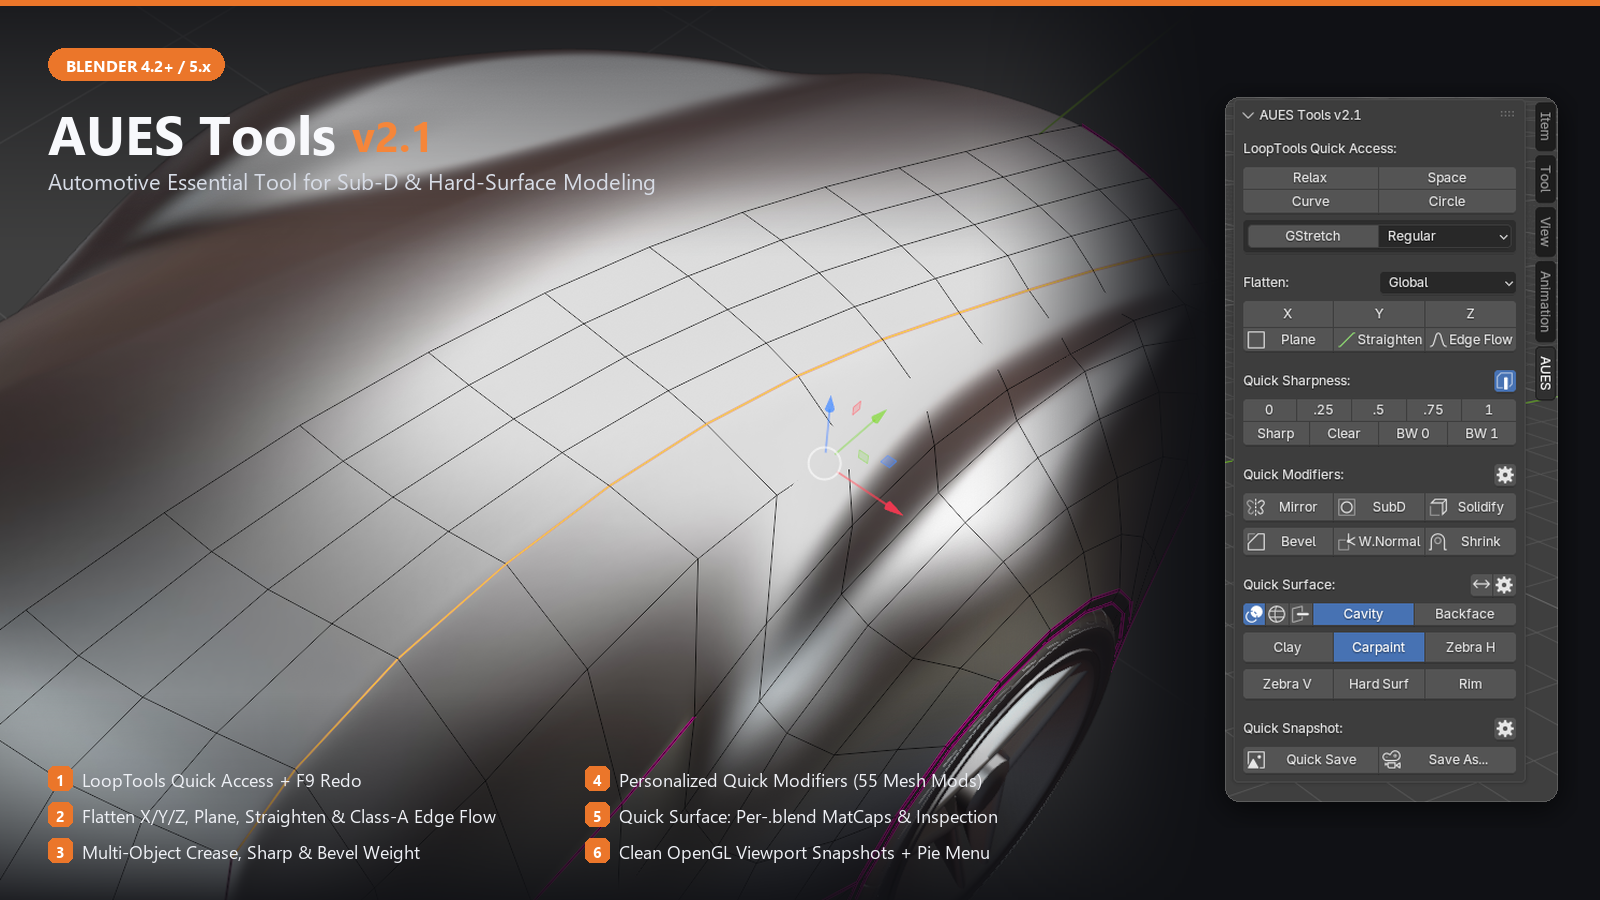 BLENDER 4.2+ / 5.x
AUES Tools v2.1
Automotive Essential Tool for Sub-D & Hard-Surface Modeling
1 LoopTools Quick Access + F9 Redo
2 Flatten X/Y/Z, Plane, Straighten & Class-A Edge Flow
3 Multi-Object Crease, Sharp & Bevel Weight
4 Personalized Quick Modifiers (55 Mesh Mods)
5 Quick Surface: Per-.blend MatCaps & Inspection
6 Clean OpenGL Viewport Snapshots + Pie Menu
AUES Tools v2.1
LoopTools Quick Access:
Relax Space
Curve Circle
GStretch Regular
Flatten: Global
X Y Z
Plane Straighten Edge Flow
Quick Sharpness:
0 .25 .5 .75 1
Sharp Clear BW 0 BW 1
Quick Modifiers:
Mirror SubD Solidify
Bevel W.Normal Shrink
Quick Surface:
Cavity Backface
Clay Carpaint Zebra H
Zebra V Hard Surf Rim
Quick Snapshot:
Quick Save Save As...
Item
Tool
View
Animation
AUES